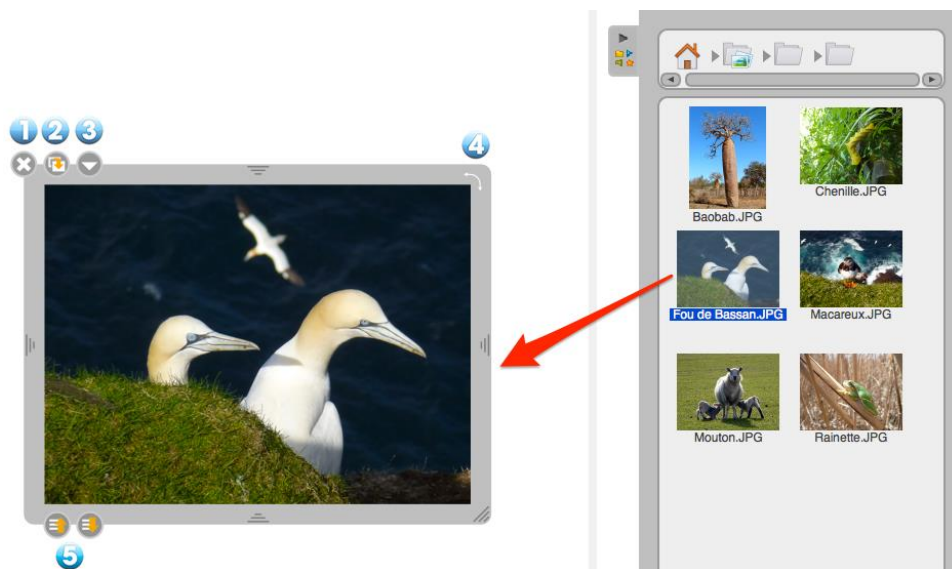 1 2 3
4
Baobab.JPG
Chenille.JPG
Fou de Bassan.JPG
Macareux.JPG
Mouton.JPG
Rainette.JPG
5